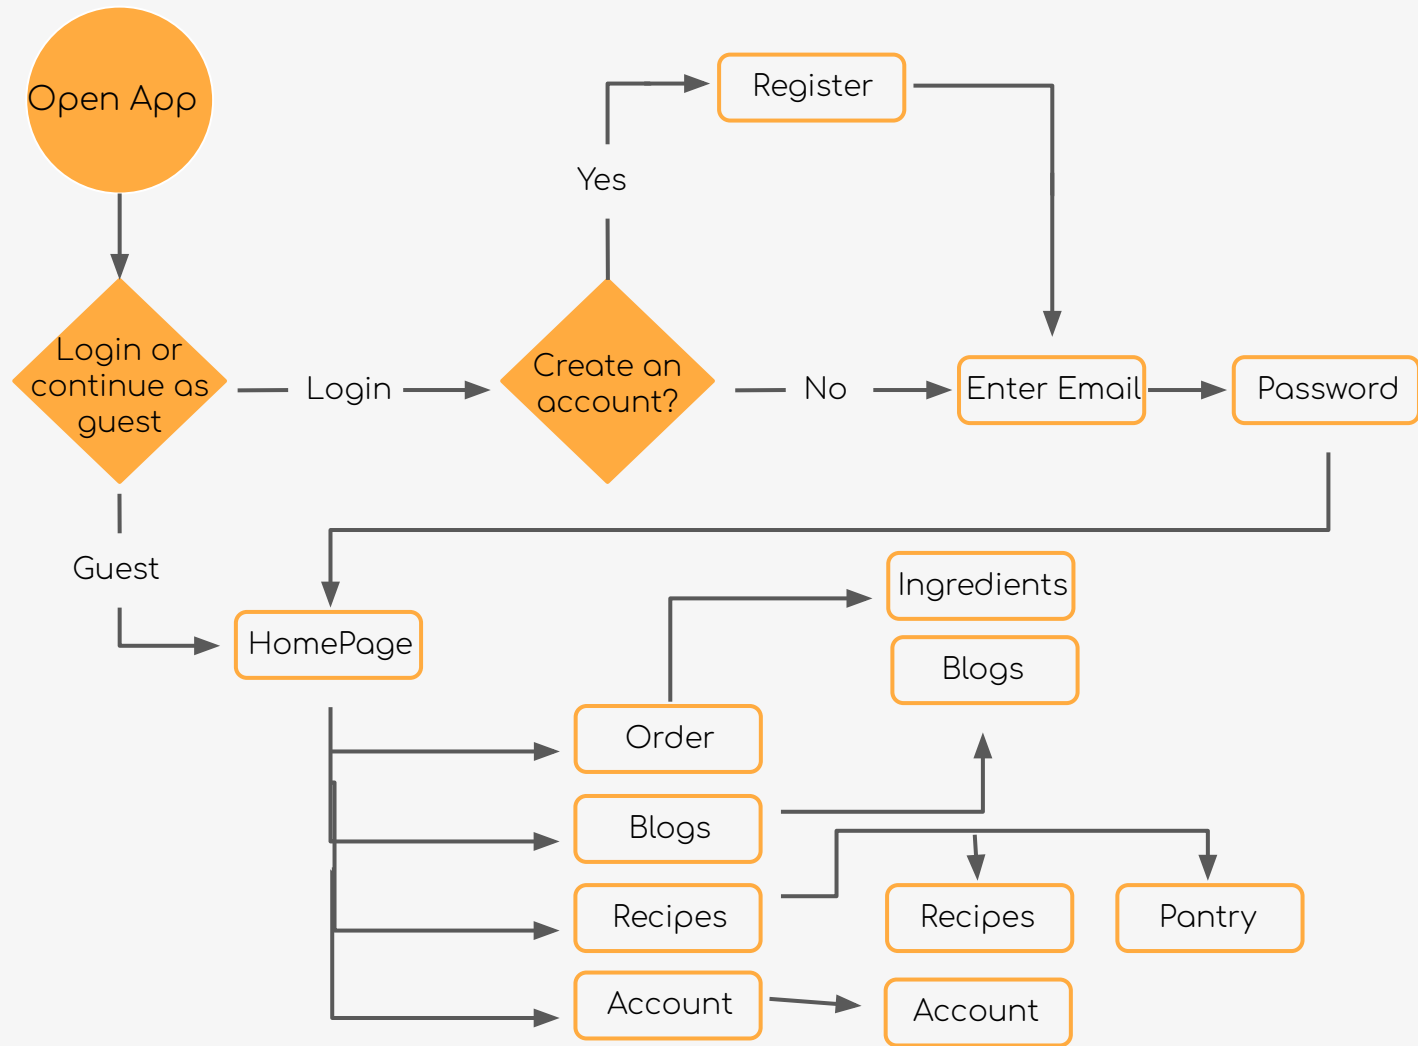 Open App
Register
Yes
Login or
continue as
guest
Login
Create an
account?
No
Enter Email
Password
Guest
HomePage
Ingredients
Blogs
Order
Blogs
Recipes
Recipes
Pantry
Account
Account